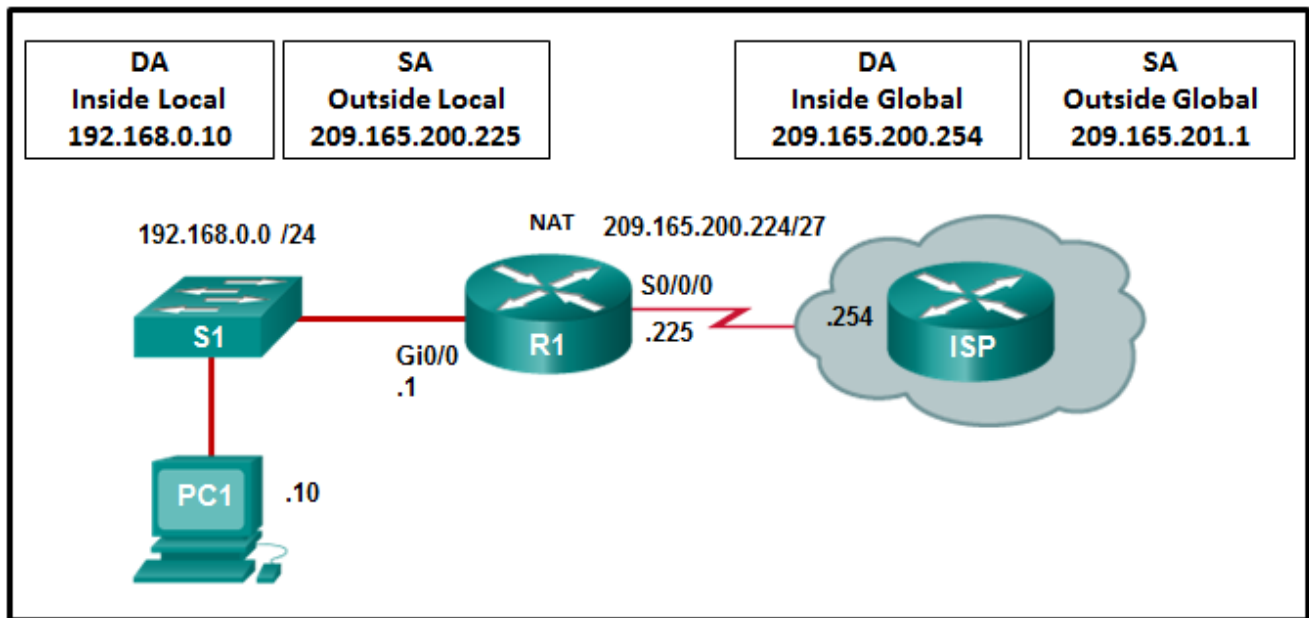 DA
Inside Local
192.168.0.10
SA
Outside Local
209.165.200.225
DA
Inside Global
209.165.200.254
SA
Outside Global
209.165.201.1
192.168.0.0 /24
NAT
209.165.200.224/27
S0/0/0
.225
.254
ISP
S1
Gi0/0
.1
R1
PC1
.10